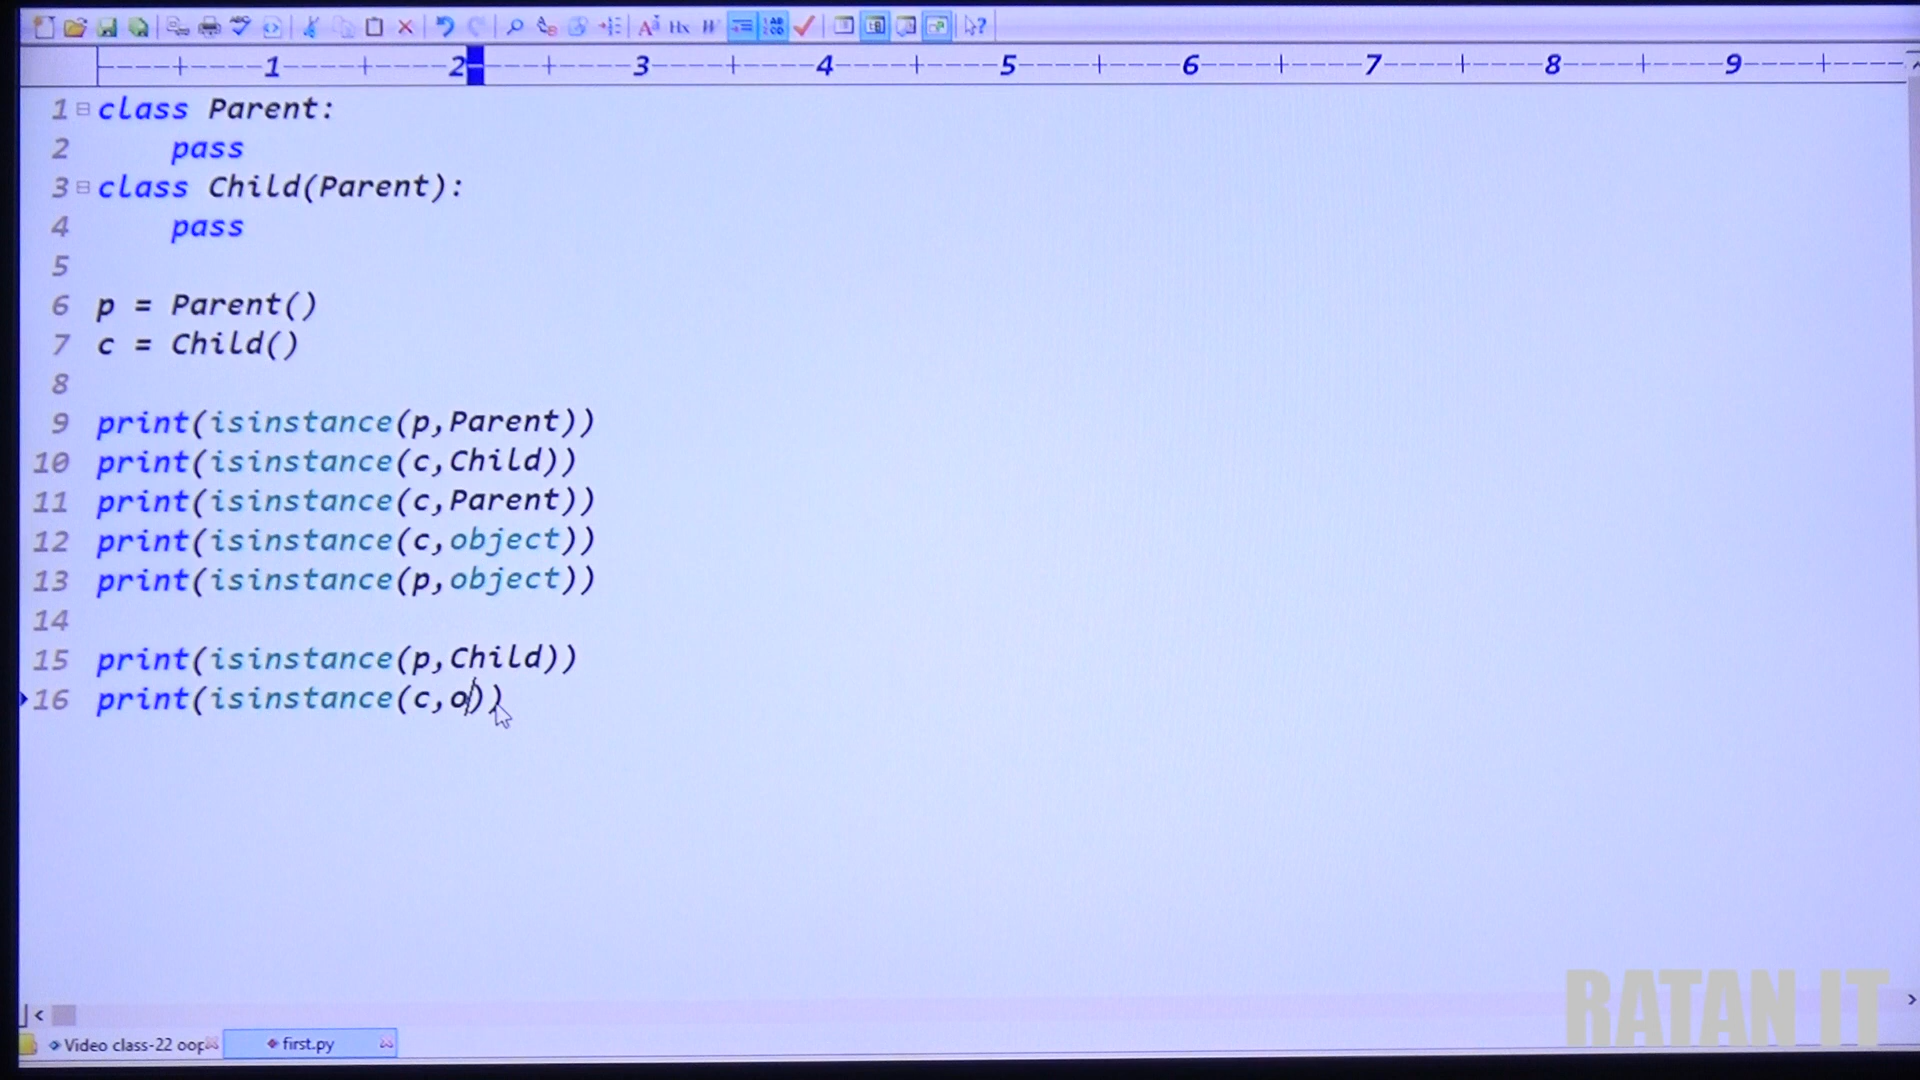 1 2 3 4 5 6 7 8 9
1 class Parent:
2 pass
3 class Child(Parent):
4 pass
5
6 p = Parent()
7 c = Child()
8
9 print(isinstance(p,Parent))
10 print(isinstance(c,Child))
11 print(isinstance(c,Parent))
12 print(isinstance(c,object))
13 print(isinstance(p,object))
14
15 print(isinstance(p,Child))
16 print(isinstance(c,o))
RATAN IT
Video class-22 oop
first.py